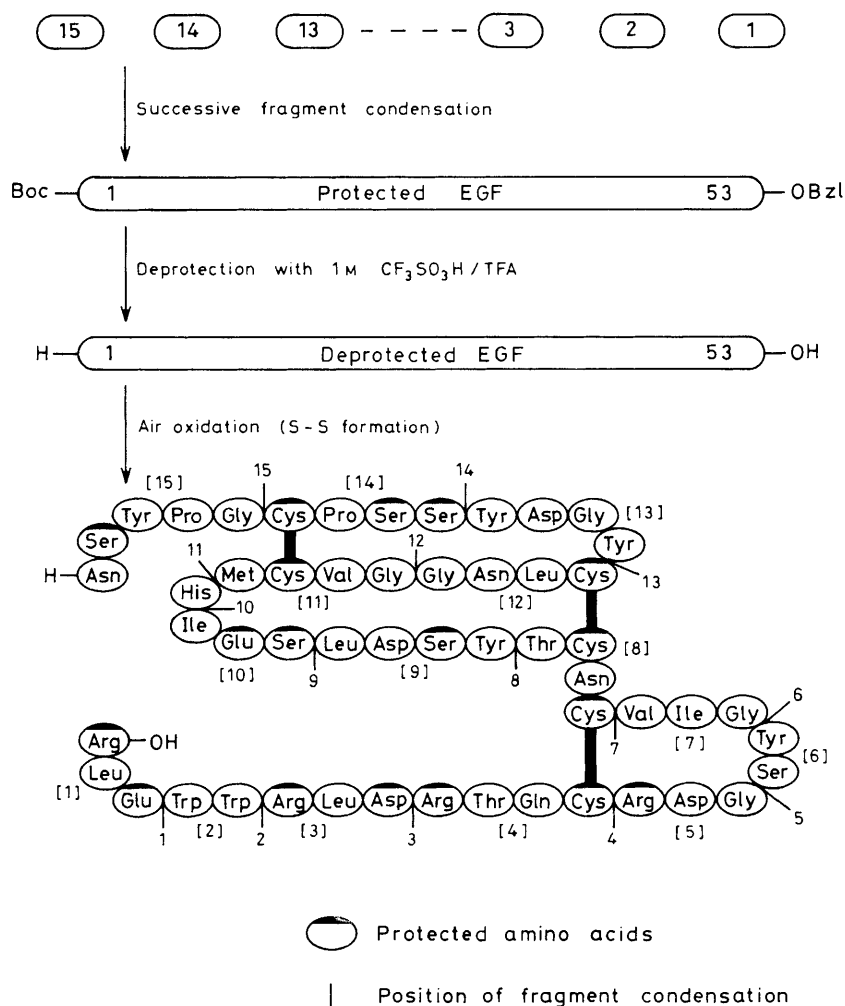 15 14 13 3 2 1
Successive fragment condensation
Boc 1 Protected EGF 53 OBzl
Deprotection with 1M CF₃SO₃H/TFA
H 1 Deprotected EGF 53 OH
Air oxidation (S-S formation)
[15] 15 [14] 14
Tyr Pro Gly Cys Pro Ser Ser Tyr Asp Gly [13]
Ser Tyr
11 12
H Asn Met Cys Val Gly Gly Asn Leu Cys 13
His 10 [11] [12]
Ile
Glu Ser Leu Asp Ser Tyr Thr Cys [8]
[10] 9 [9] 8 Asn
Cys Val Ile Gly 6
7 [7]
Arg OH Tyr [6]
[1] Leu Ser
Glu Trp Trp Arg Leu Asp Arg Thr Gln Cys Arg Asp Gly 5
1 [2] 2 [3] 3 [4] 4 [5]
Protected amino acids
Position of fragment condensation